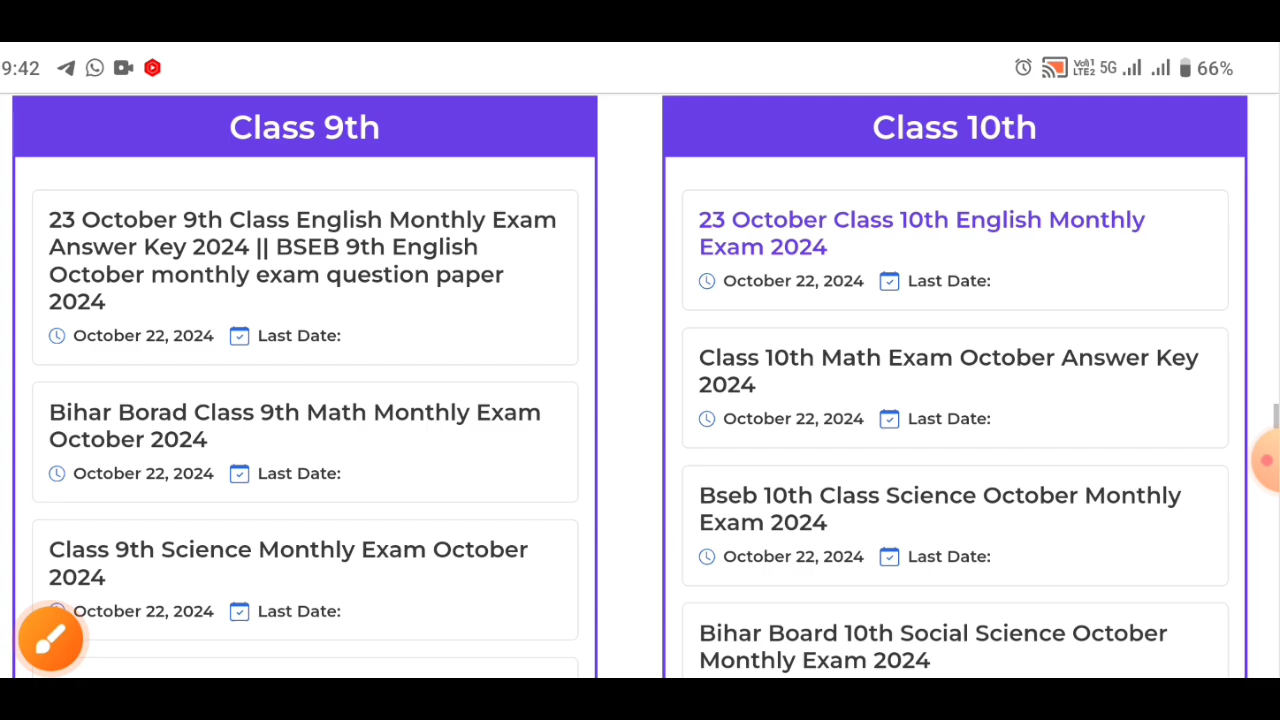 9:42
Vol) 1
LTE2
5G
66%
Class 9th
23 October 9th Class English Monthly Exam
Answer Key 2024 || BSEB 9th English
October monthly exam question paper
2024
October 22, 2024 Last Date:
Bihar Borad Class 9th Math Monthly Exam
October 2024
October 22, 2024 Last Date:
Class 9th Science Monthly Exam October
2024
October 22, 2024 Last Date:
Class 10th
23 October Class 10th English Monthly
Exam 2024
October 22, 2024 Last Date:
Class 10th Math Exam October Answer Key
2024
October 22, 2024 Last Date:
Bseb 10th Class Science October Monthly
Exam 2024
October 22, 2024 Last Date:
Bihar Board 10th Social Science October
Monthly Exam 2024